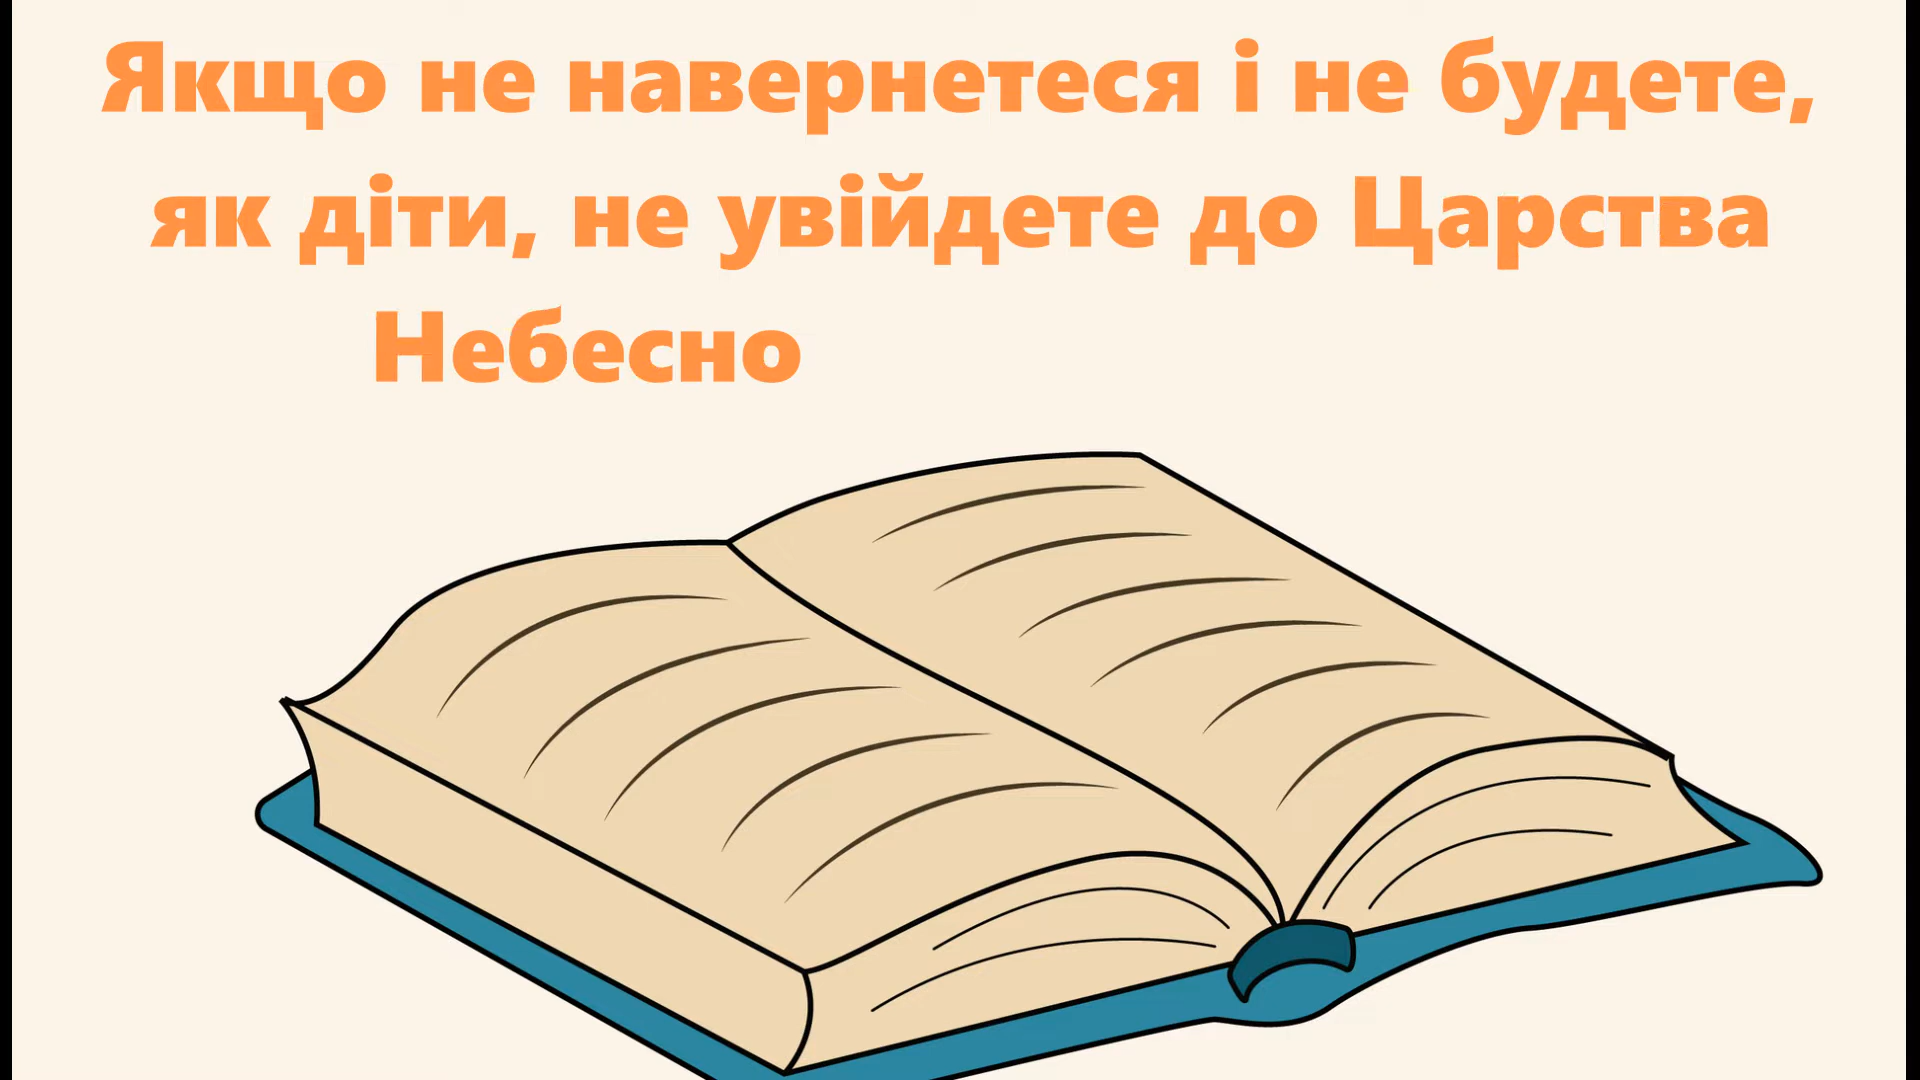 Якщо не навернетеся і не будете,
як діти, не увійдете до Царства
Небесно